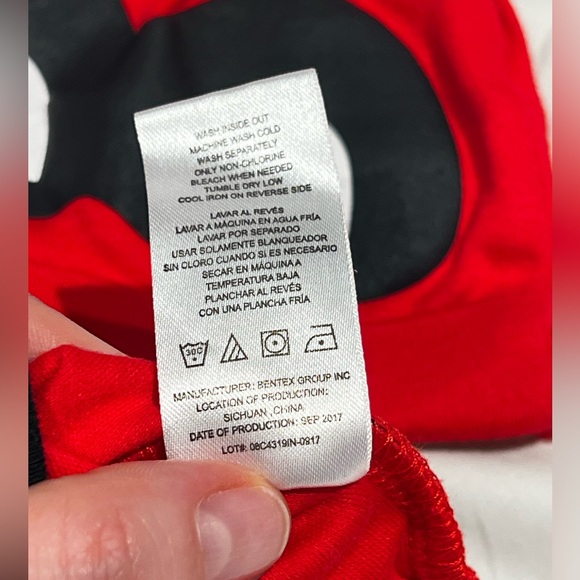 WASH INSIDE OUT
MACHINE WASH COLD
WASH SEPARATELY
ONLY NON-CHLORINE
BLEACH WHEN NEEDED
TUMBLE DRY LOW
COOL IRON ON REVERSE SIDE
LAVAR AL REVÉS
LAVAR A MÁQUINA EN AGUA FRÍA
LAVAR POR SEPARADO
USAR SOLAMENTE BLANQUEADOR
SIN CLORO CUANDO SI ES NECESARIO
SECAR EN MÁQUINA A
TEMPERATURA BAJA
PLANCHAR AL REVÉS
CON UNA PLANCHA FRÍA
30C
MANUFACTURER: BENTEX GROUP INC
LOCATION OF PRODUCTION:
SICHUAN ,CHINA
DATE OF PRODUCTION: SEP 2017
LOT#: 08C4319IN-0917